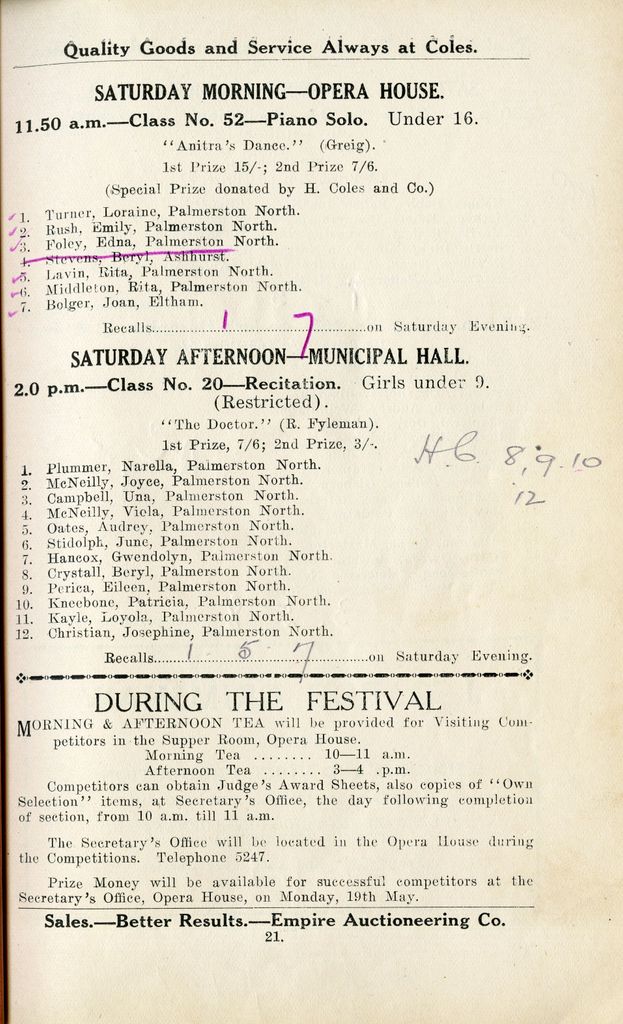 Quality Goods and Service Always at Coles.
SATURDAY MORNING—OPERA HOUSE.
11.50 a.m.—Class No. 52—Piano Solo. Under 16.
"Anitra's Dance." (Greig).
1st Prize 15/-; 2nd Prize 7/6.
(Special Prize donated by H. Coles and Co.)
1. Turner, Loraine, Palmerston North.
2. Rush, Emily, Palmerston North.
3. Foley, Edna, Palmerston North.
4. Stevens, Beryl, Ashhurst.
5. Lavin, Rita, Palmerston North.
6. Middleton, Rita, Palmerston North.
7. Bolger, Joan, Eltham.
Recalls 1 7 on Saturday Evening.
SATURDAY AFTERNOON—MUNICIPAL HALL.
2.0 p.m.—Class No. 20—Recitation. Girls under 9.
(Restricted).
"The Doctor." (R. Fyleman).
1st Prize, 7/6; 2nd Prize, 3/-.
H.C. 8, 9. 10
12
1. Plummer, Narella, Palmerston North.
2. McNeilly, Joyce, Palmerston North.
3. Campbell, Una, Palmerston North.
4. McNeilly, Viola, Palmerston North.
5. Oates, Audrey, Palmerston North.
6. Stidolph, June, Palmerston North.
7. Hancox, Gwendolyn, Palmerston North.
8. Crystall, Beryl, Palmerston North.
9. Perica, Eileen, Palmerston North.
10. Kneebone, Patricia, Palmerston North.
11. Kayle, Loyola, Palmerston North.
12. Christian, Josephine, Palmerston North.
Recalls 1 5 7 on Saturday Evening.
DURING THE FESTIVAL
MORNING & AFTERNOON TEA will be provided for Visiting Com-
petitors in the Supper Room, Opera House.
Morning Tea ........ 10—11 a.m.
Afternoon Tea ........ 3—4 .p.m.
Competitors can obtain Judge's Award Sheets, also copies of "Own
Selection" items, at Secretary's Office, the day following completion
of section, from 10 a.m. till 11 a.m.
The Secretary's Office will be located in the Opera House during
the Competitions. Telephone 5247.
Prize Money will be available for successful competitors at the
Secretary's Office, Opera House, on Monday, 19th May.
Sales.—Better Results.—Empire Auctioneering Co.
21.